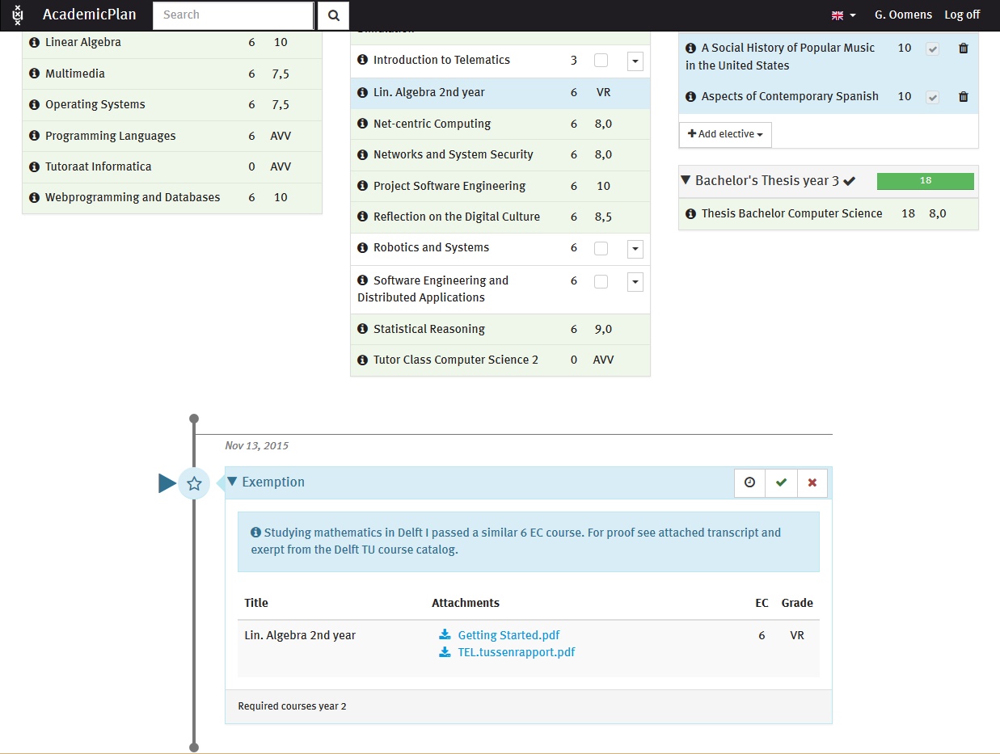 AcademicPlan Search G. Oomens Log off
Linear Algebra 6 10
Multimedia 6 7,5
Operating Systems 6 7,5
Programming Languages 6 AVV
Tutoraat Informatica 0 AVV
Webprogramming and Databases 6 10
Introduction to Telematics 3
Lin. Algebra 2nd year 6 VR
Net-centric Computing 6 8,0
Networks and System Security 6 8,0
Project Software Engineering 6 10
Reflection on the Digital Culture 6 8,5
Robotics and Systems 6
Software Engineering and 6
Distributed Applications
Statistical Reasoning 6 9,0
Tutor Class Computer Science 2 0 AVV
A Social History of Popular Music 10
in the United States
Aspects of Contemporary Spanish 10
Add elective
Bachelor's Thesis year 3 18
Thesis Bachelor Computer Science 18 8,0
Nov 13, 2015
Exemption
Studying mathematics in Delft I passed a similar 6 EC course. For proof see attached transcript and
exerpt from the Delft TU course catalog.
Title Attachments EC Grade
Lin. Algebra 2nd year Getting Started.pdf 6 VR
TEL.tussenrapport.pdf
Required courses year 2